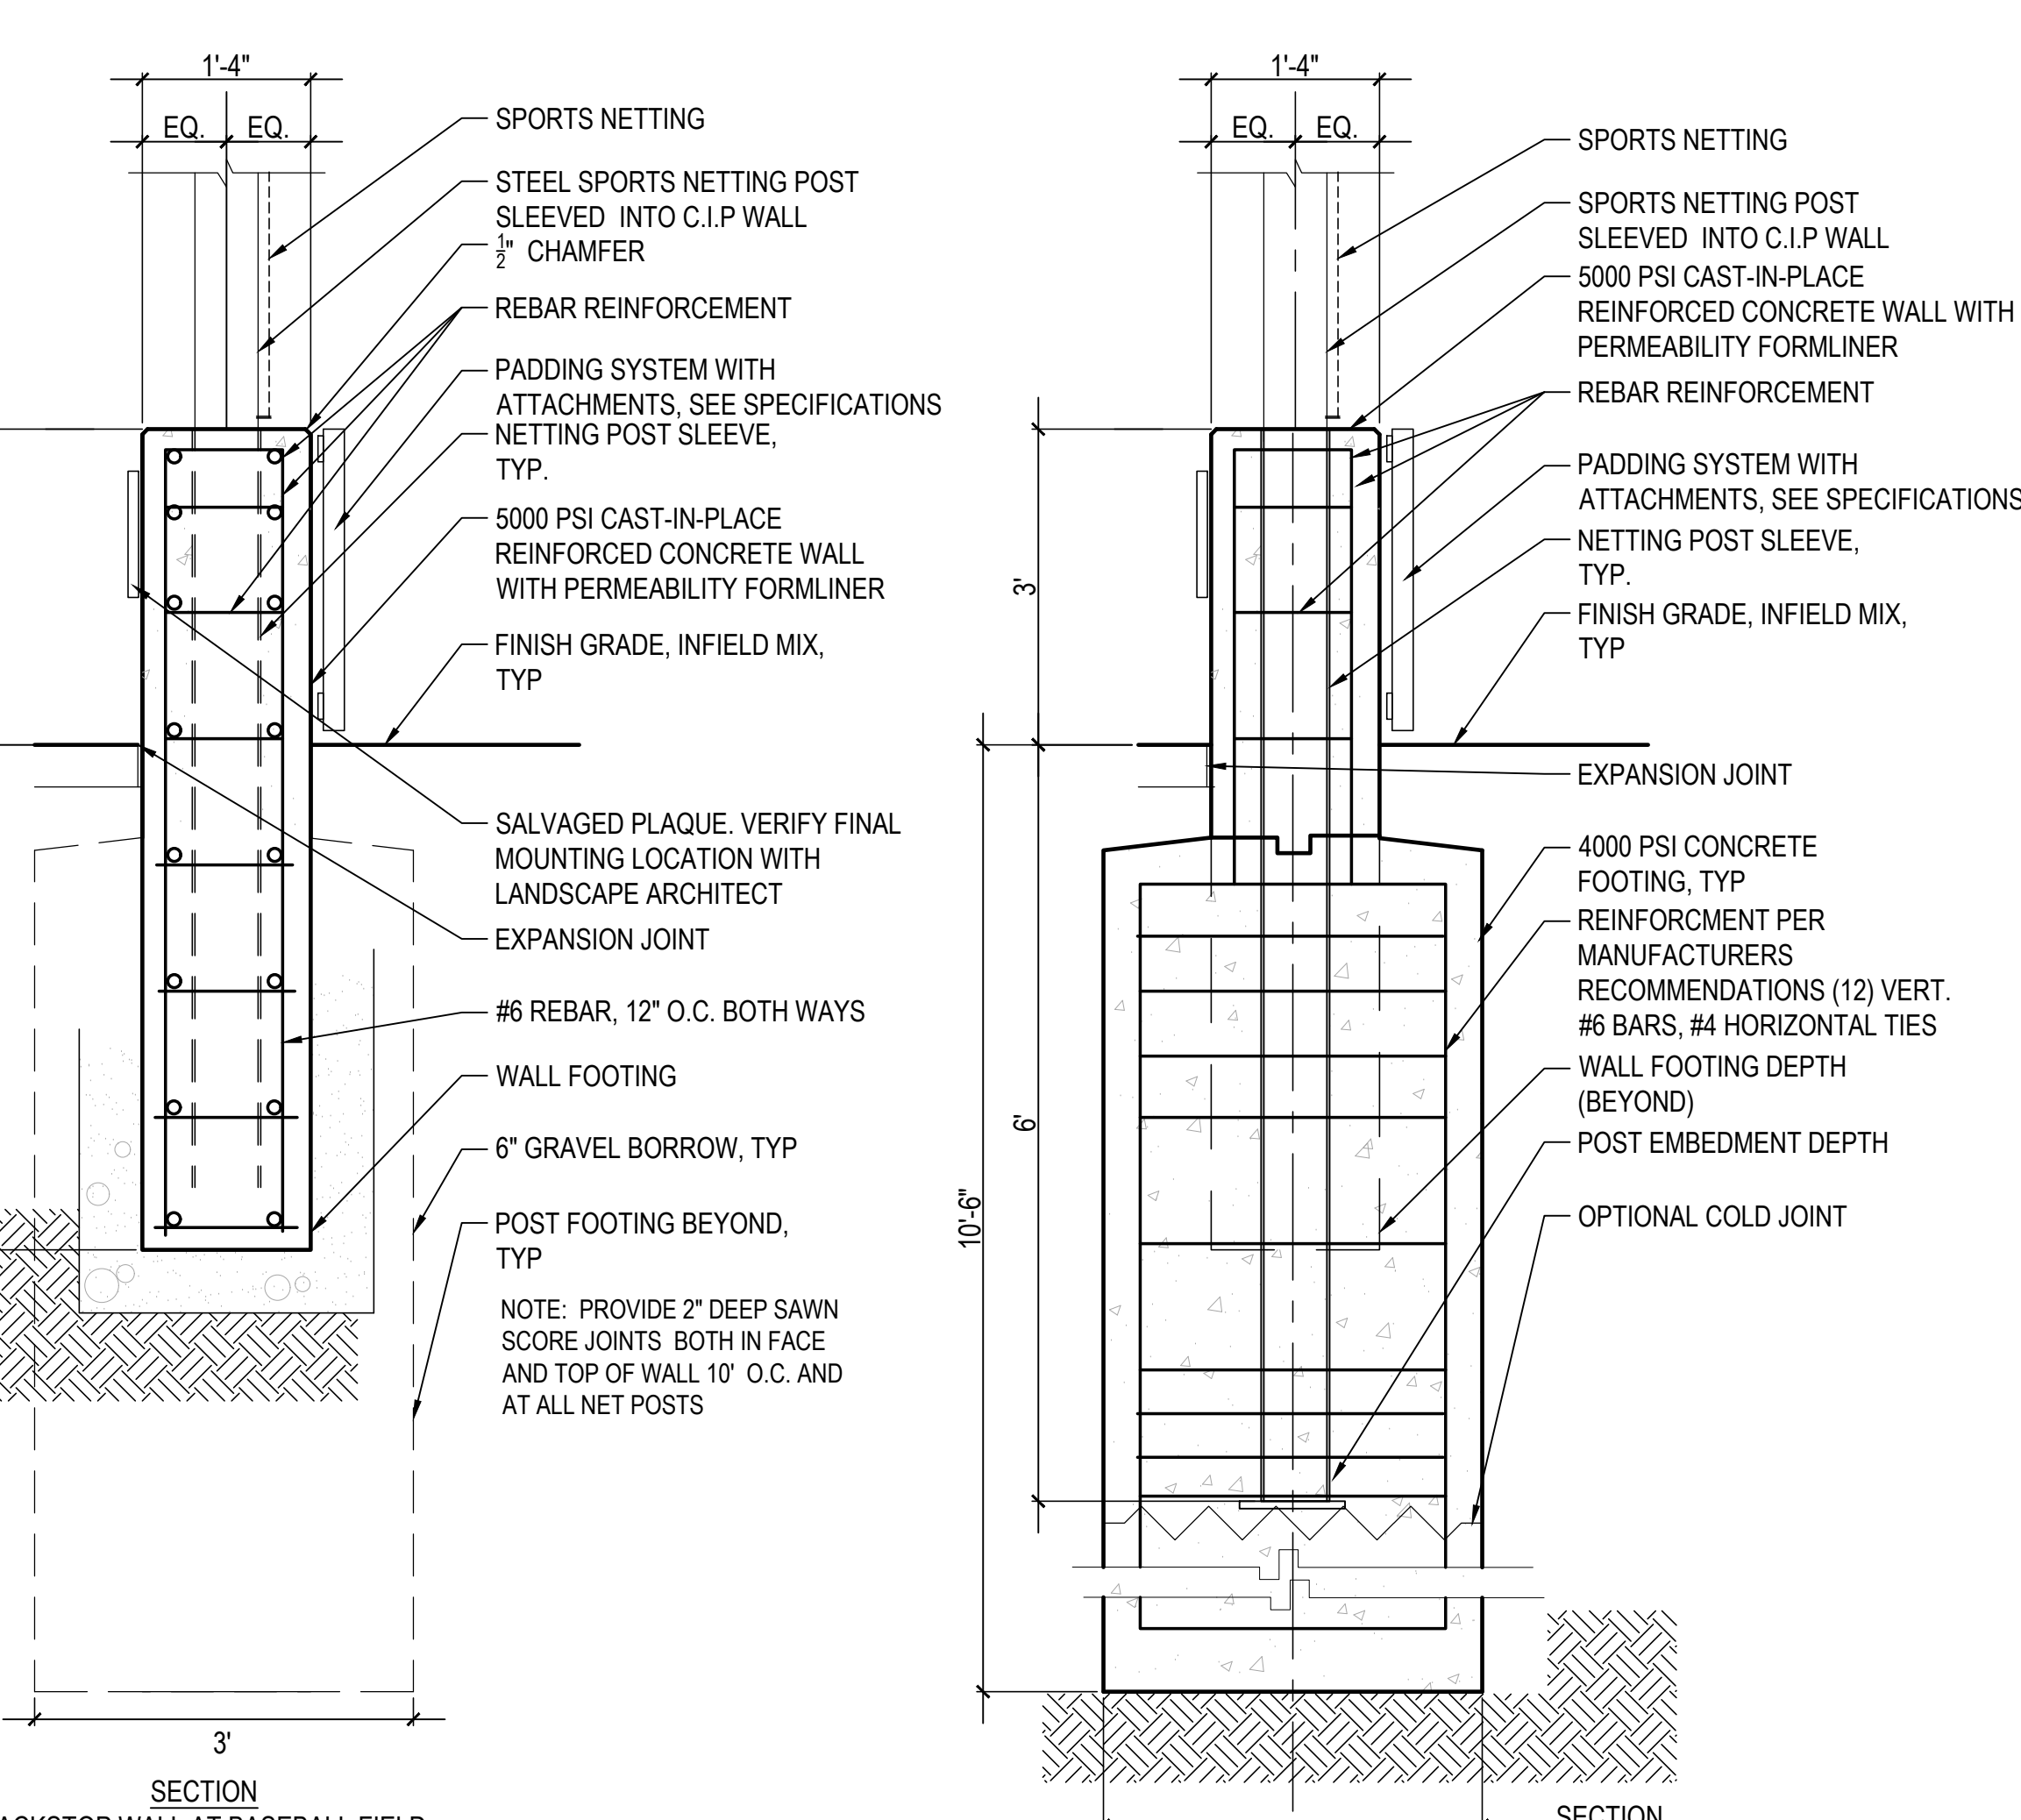 1'-4"
EQ. EQ.
SPORTS NETTING
STEEL SPORTS NETTING POST
SLEEVED INTO C.I.P WALL
1/2" CHAMFER
REBAR REINFORCEMENT
PADDING SYSTEM WITH
ATTACHMENTS, SEE SPECIFICATIONS
NETTING POST SLEEVE,
TYP.
5000 PSI CAST-IN-PLACE
REINFORCED CONCRETE WALL
WITH PERMEABILITY FORMLINER
FINISH GRADE, INFIELD MIX,
TYP
SALVAGED PLAQUE. VERIFY FINAL
MOUNTING LOCATION WITH
LANDSCAPE ARCHITECT
EXPANSION JOINT
#6 REBAR, 12" O.C. BOTH WAYS
WALL FOOTING
6" GRAVEL BORROW, TYP
POST FOOTING BEYOND,
TYP
NOTE: PROVIDE 2" DEEP SAWN
SCORE JOINTS BOTH IN FACE
AND TOP OF WALL 10' O.C. AND
AT ALL NET POSTS
3'
SECTION
ACKSTOP WALL AT BASEBALL FIELD
1'-4"
EQ. EQ.
SPORTS NETTING
SPORTS NETTING POST
SLEEVED INTO C.I.P WALL
5000 PSI CAST-IN-PLACE
REINFORCED CONCRETE WALL WITH
PERMEABILITY FORMLINER
REBAR REINFORCEMENT
PADDING SYSTEM WITH
ATTACHMENTS, SEE SPECIFICATIONS
NETTING POST SLEEVE,
TYP.
FINISH GRADE, INFIELD MIX,
TYP
EXPANSION JOINT
4000 PSI CONCRETE
FOOTING, TYP
REINFORCMENT PER
MANUFACTURERS
RECOMMENDATIONS (12) VERT.
#6 BARS, #4 HORIZONTAL TIES
WALL FOOTING DEPTH
(BEYOND)
POST EMBEDMENT DEPTH
OPTIONAL COLD JOINT
3'
6'
10'-6"
SECTION